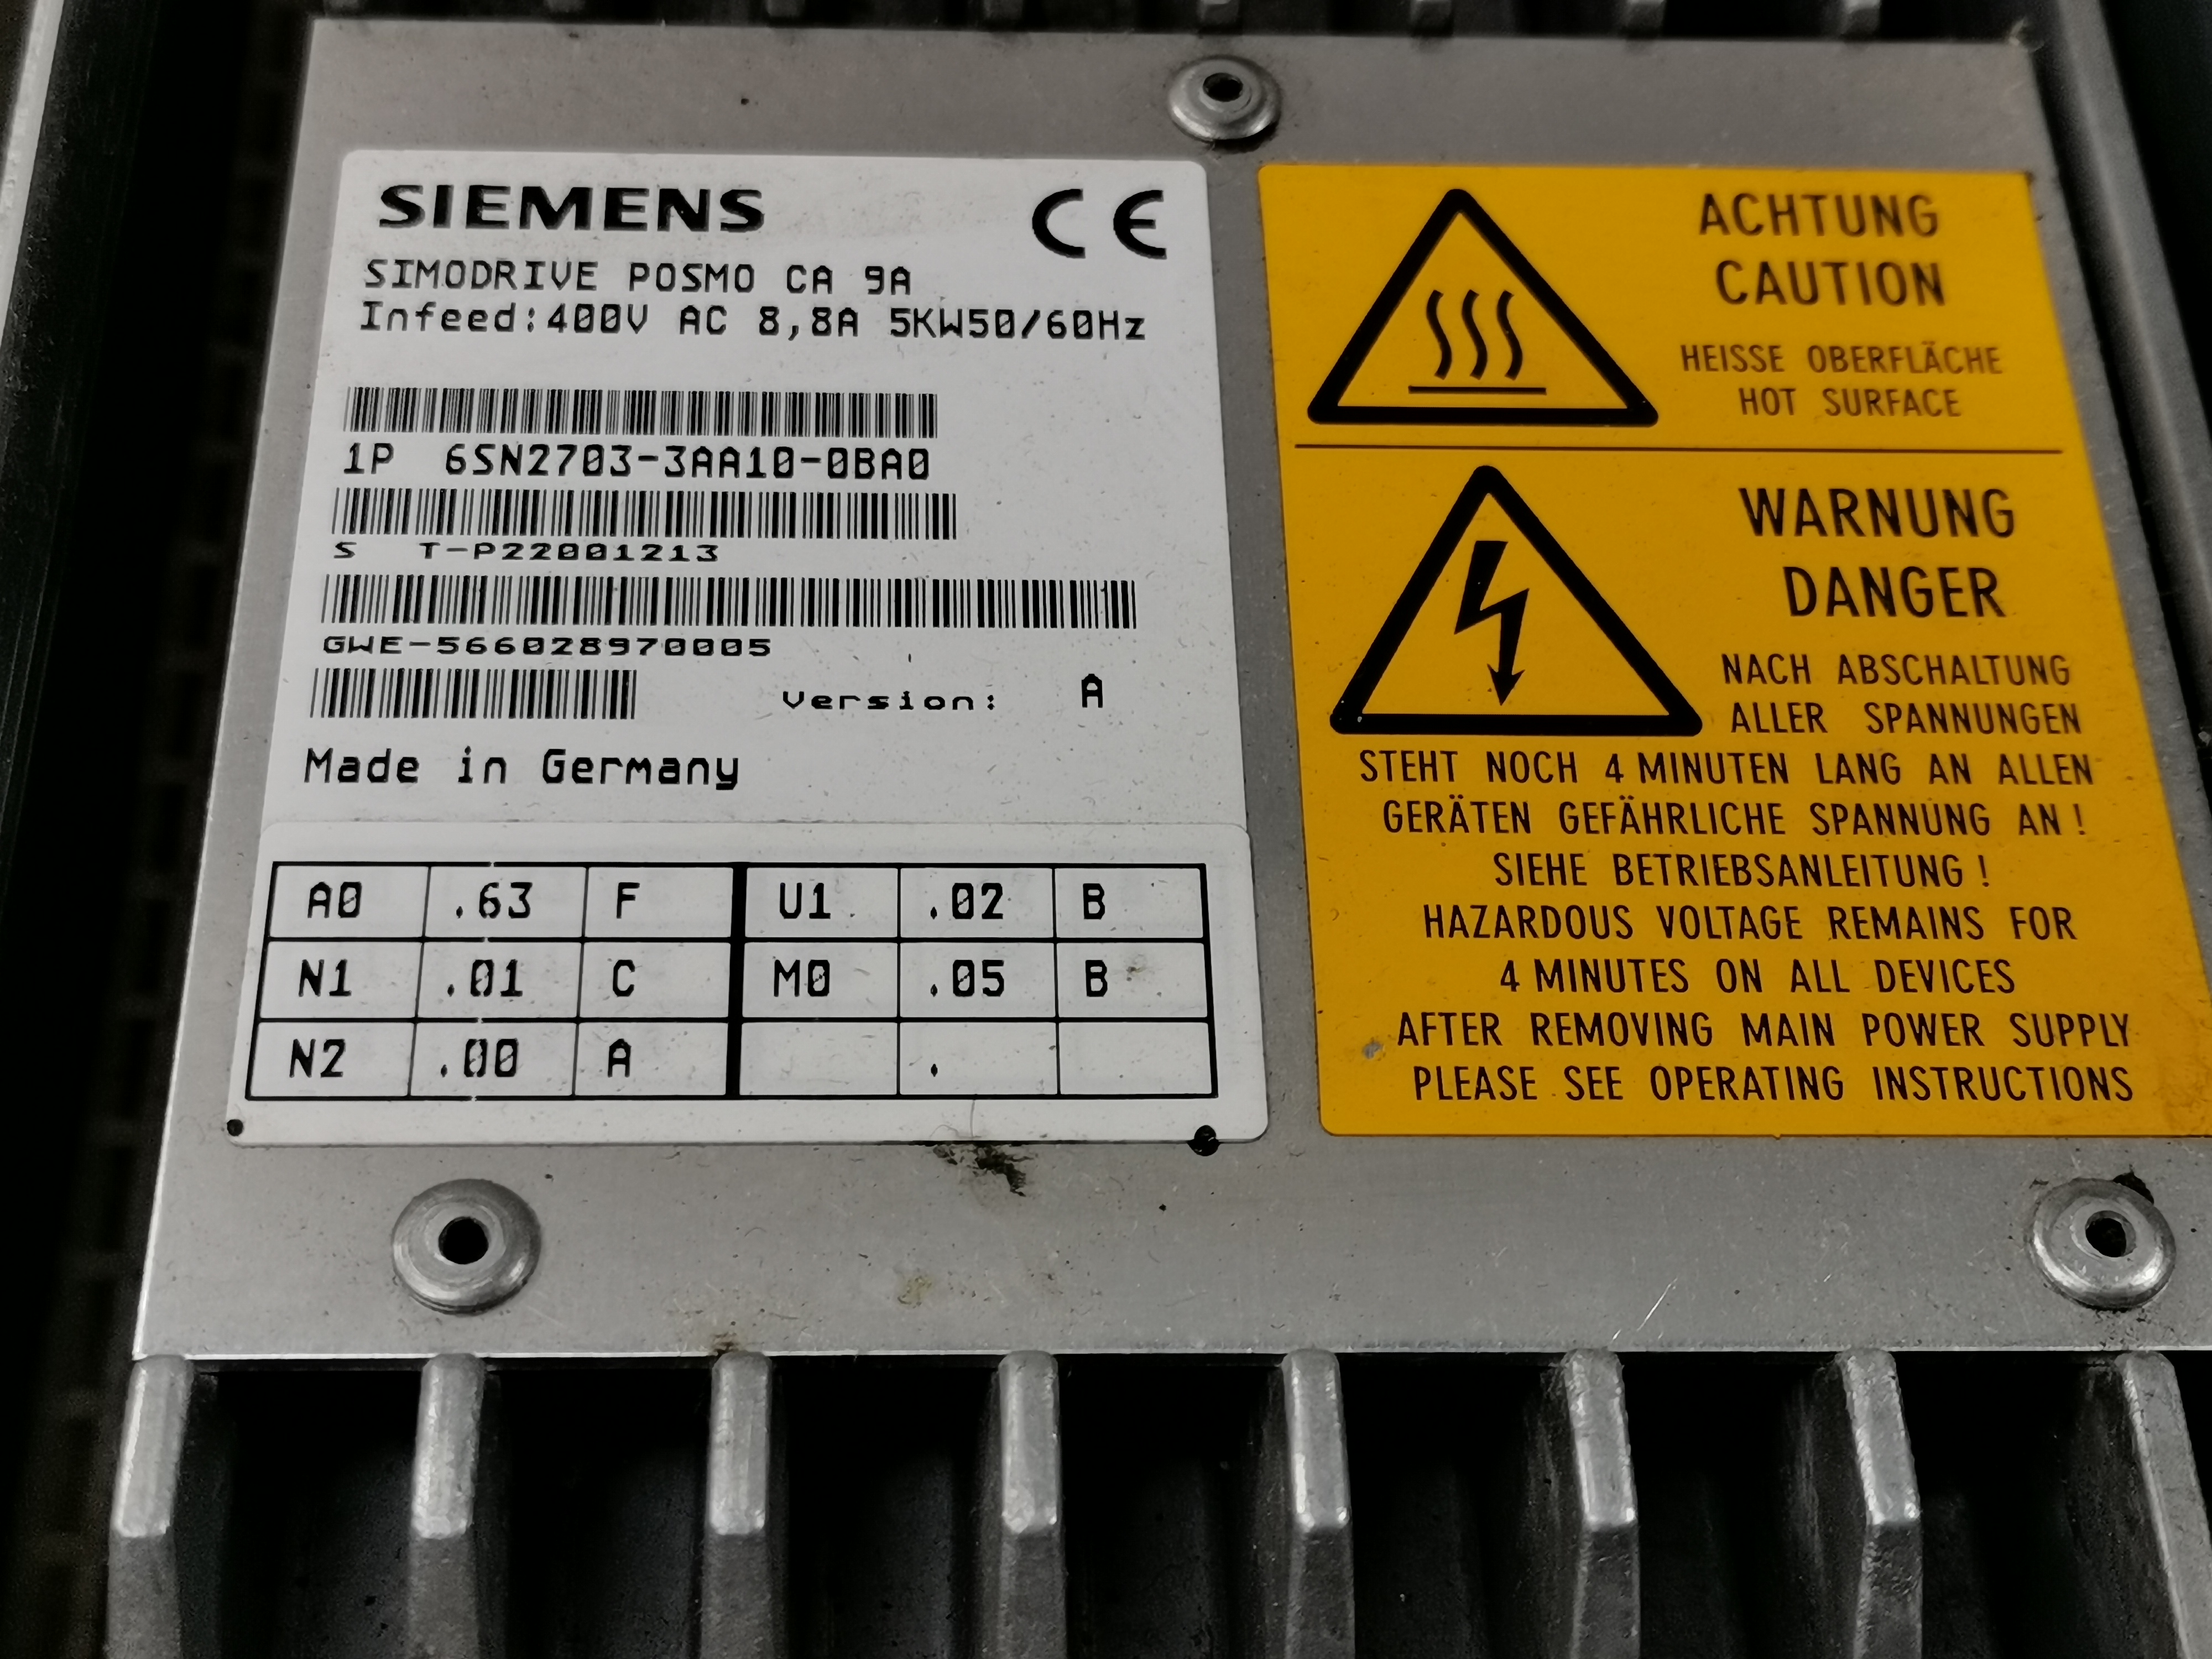 SIEMENS CE
SIMODRIVE POSMO CA 9A
Infeed:400V AC 8,8A 5KW50/60Hz
1P 6SN2703-3AA10-0BA0
S T-P22001213
GWE-566028970005
Version: A
Made in Germany
A0 .63 F U1 .02 B
N1 .01 C M0 .05 B
N2 .00 A .
ACHTUNG
CAUTION
HEISSE OBERFLÄCHE
HOT SURFACE
WARNUNG
DANGER
NACH ABSCHALTUNG
ALLER SPANNUNGEN
STEHT NOCH 4 MINUTEN LANG AN ALLEN
GERÄTEN GEFÄHRLICHE SPANNUNG AN !
SIEHE BETRIEBSANLEITUNG !
HAZARDOUS VOLTAGE REMAINS FOR
4 MINUTES ON ALL DEVICES
AFTER REMOVING MAIN POWER SUPPLY
PLEASE SEE OPERATING INSTRUCTIONS